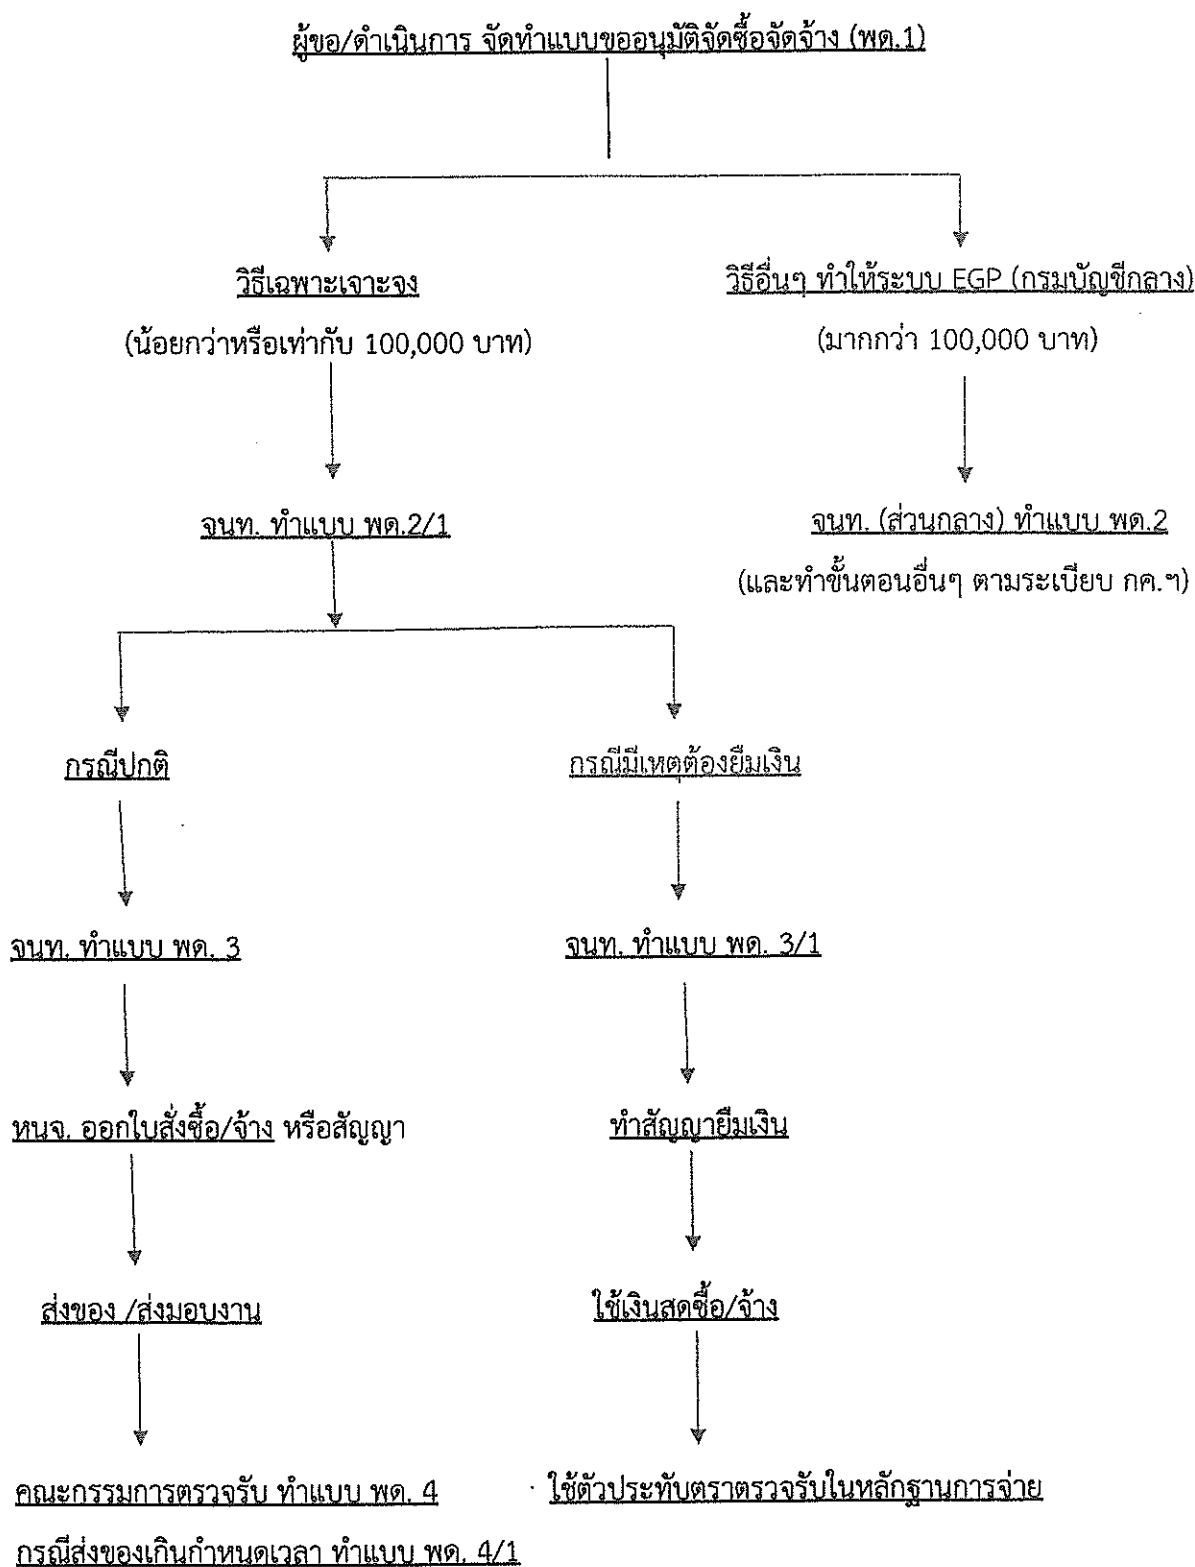 ผู้ขอ/ดำเนินการ จัดทำแบบขออนุมัติจัดซื้อจัดจ้าง (พด.1)
วิธีเฉพาะเจาะจง
(น้อยกว่าหรือเท่ากับ 100,000 บาท)
วิธีอื่นๆ ทำให้ระบบ EGP (กรมบัญชีกลาง)
(มากกว่า 100,000 บาท)
จนท. ทำแบบ พด.2/1
จนท. (ส่วนกลาง) ทำแบบ พด.2
(และทำขั้นตอนอื่นๆ ตามระเบียบ กค.ฯ)
กรณีปกติ
กรณีมีเหตุต้องยืมเงิน
จนท. ทำแบบ พด. 3
จนท. ทำแบบ พด. 3/1
หนจ. ออกใบสั่งซื้อ/จ้าง หรือสัญญา
ทำสัญญายืมเงิน
ส่งของ /ส่งมอบงาน
ใช้เงินสดซื้อ/จ้าง
คณะกรรมการตรวจรับ ทำแบบ พด. 4
กรณีส่งของเกินกำหนดเวลา ทำแบบ พด. 4/1
ใช้ตัวประทับตราตรวจรับในหลักฐานการจ่าย